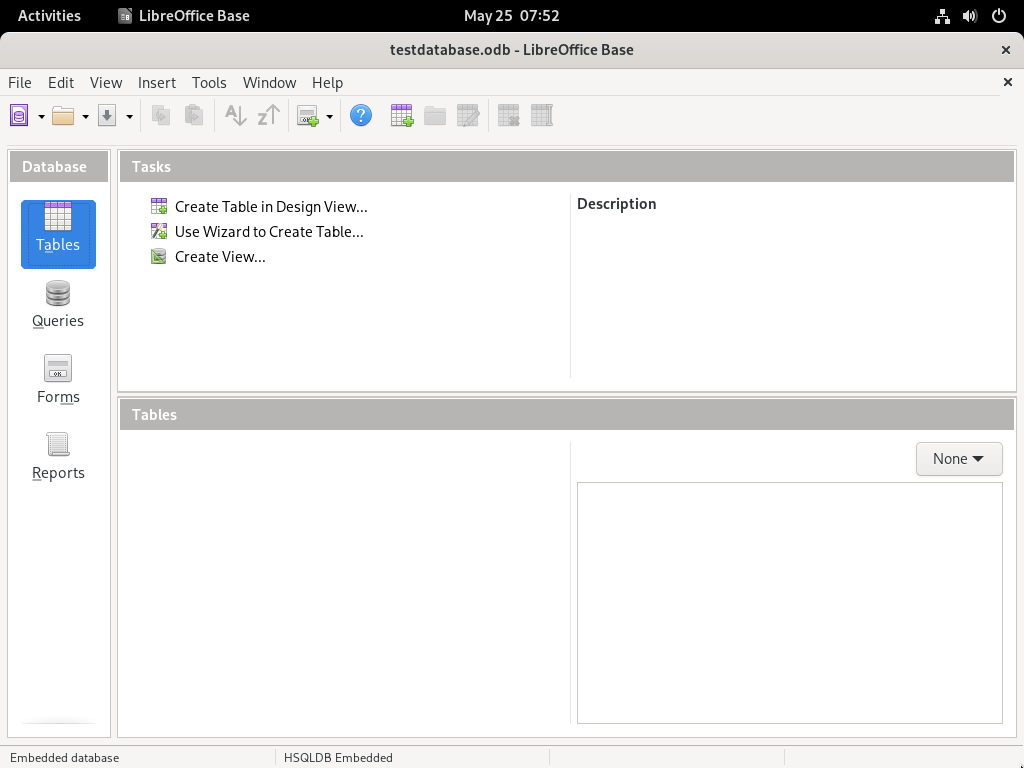 Activities LibreOffice Base May 25 07:52
testdatabase.odb - LibreOffice Base
File Edit View Insert Tools Window Help
Database
Tasks
Tables
Queries
Forms
Reports
Create Table in Design View...
Use Wizard to Create Table...
Create View...
Description
Tables
None
Embedded database HSQLDB Embedded